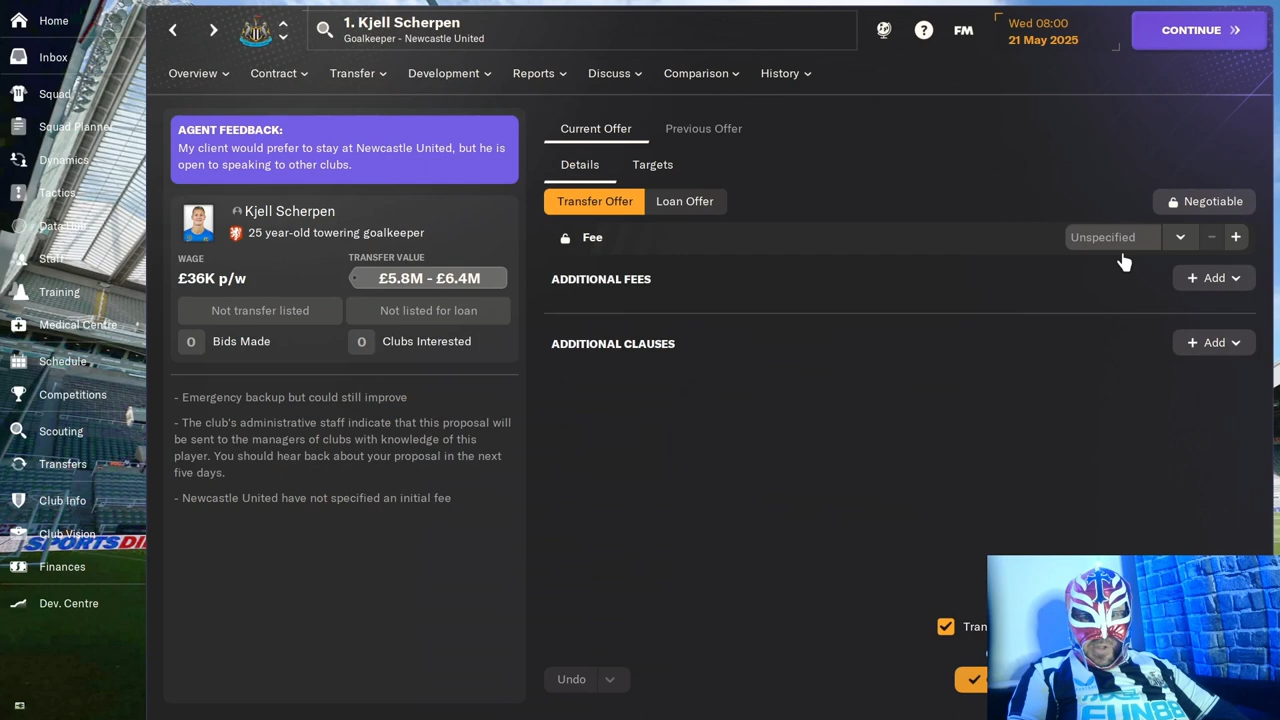 Home
Inbox
Squad
Squad Planner
Dynamics
Tactics
Data Hub
Staff
Training
Medical Centre
Schedule
Competitions
Scouting
Transfers
Club Info
Club Vision
Finances
Dev. Centre
SPORTS DI
1. Kjell Scherpen
Goalkeeper - Newcastle United
FM
Wed 08:00
21 May 2025
CONTINUE
Overview
Contract
Transfer
Development
Reports
Discuss
Comparison
History
AGENT FEEDBACK:
My client would prefer to stay at Newcastle United, but he is
open to speaking to other clubs.
Kjell Scherpen
25 year-old towering goalkeeper
WAGE
TRANSFER VALUE
£36K p/w
£5.8M - £6.4M
Not transfer listed
Not listed for loan
0 Bids Made
0 Clubs Interested
- Emergency backup but could still improve
- The club's administrative staff indicate that this proposal
will be sent to the managers of clubs with knowledge of this
player. You should hear back about your proposal in the next
five days.
- Newcastle United have not specified an initial fee
Current Offer
Previous Offer
Details
Targets
Transfer Offer
Loan Offer
Negotiable
Fee
Unspecified
ADDITIONAL FEES
+ Add
ADDITIONAL CLAUSES
+ Add
Tran
Undo
FUN88